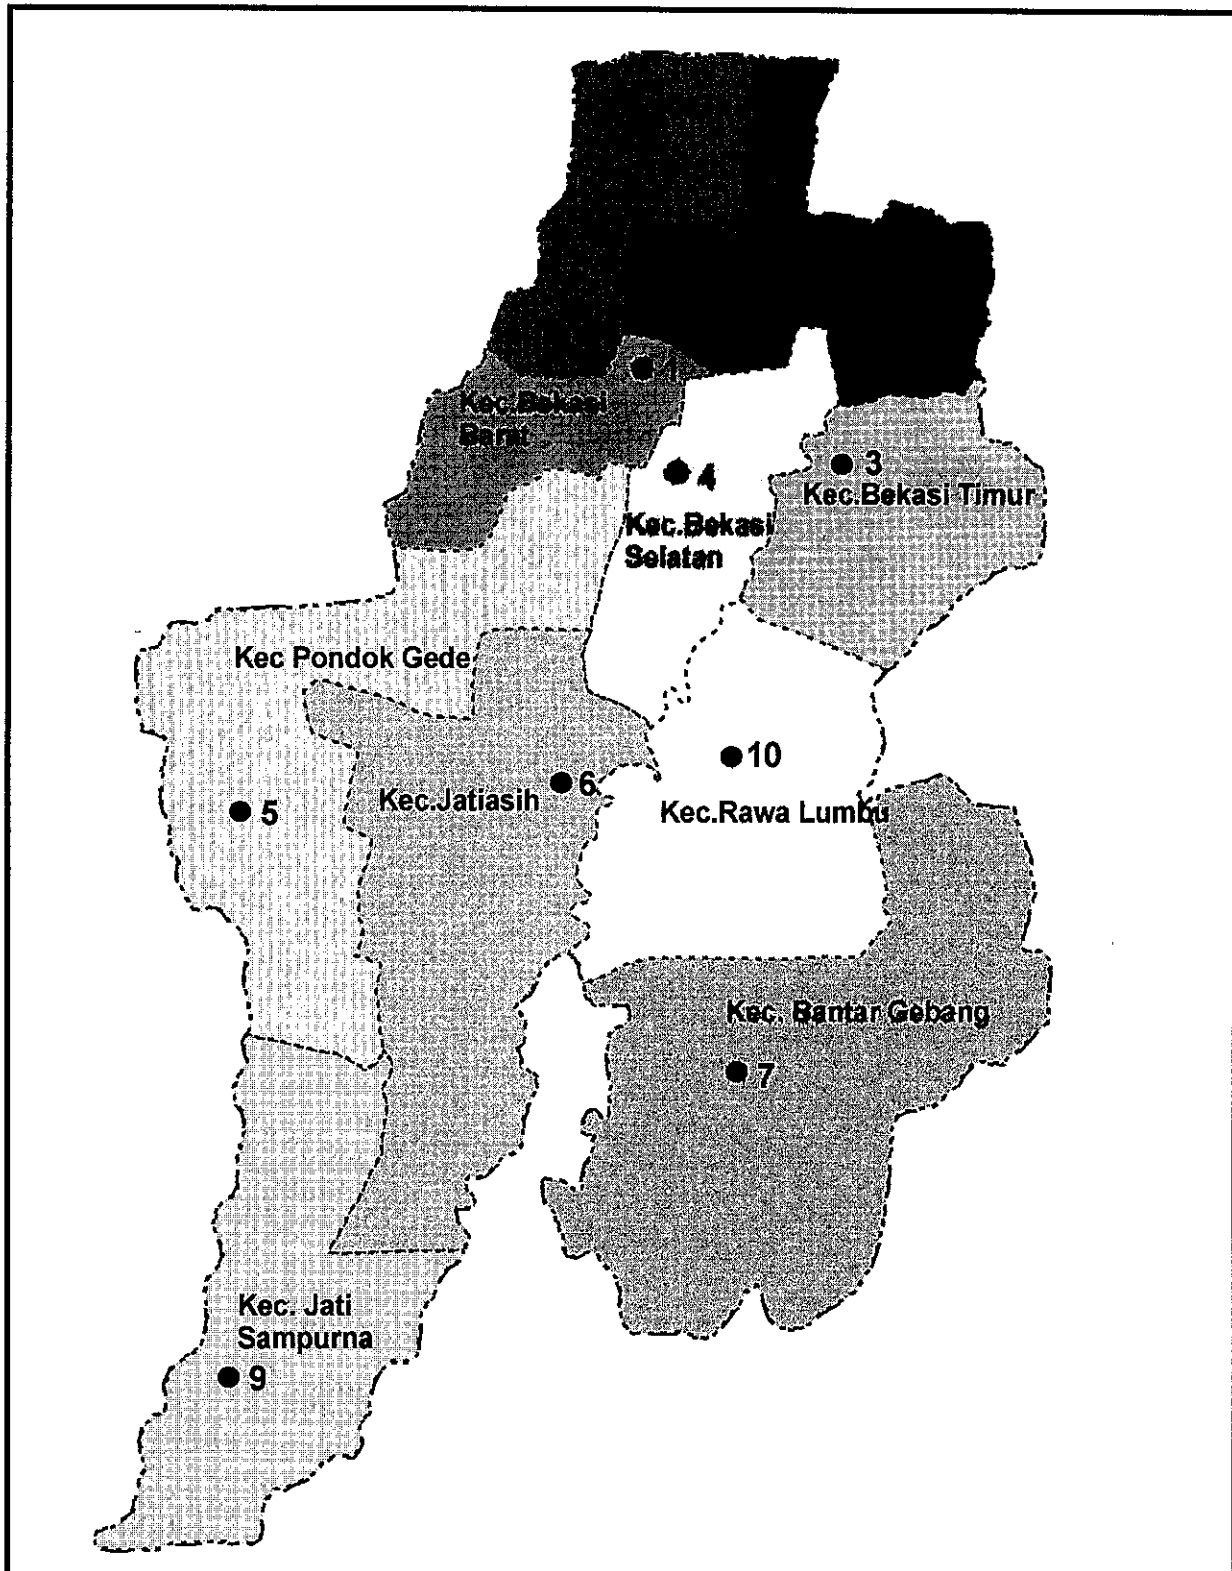 1
Kec.Bekasi
Barat
3
Kec.Bekasi Timur
4
Kec.Bekasi
Selatan
Kec Pondok Gede
10
Kec.Rawa Lumbu
6
Kec.Jatiasih
5
Kec. Bantar Gebang
7
Kec. Jati
Sampurna
9